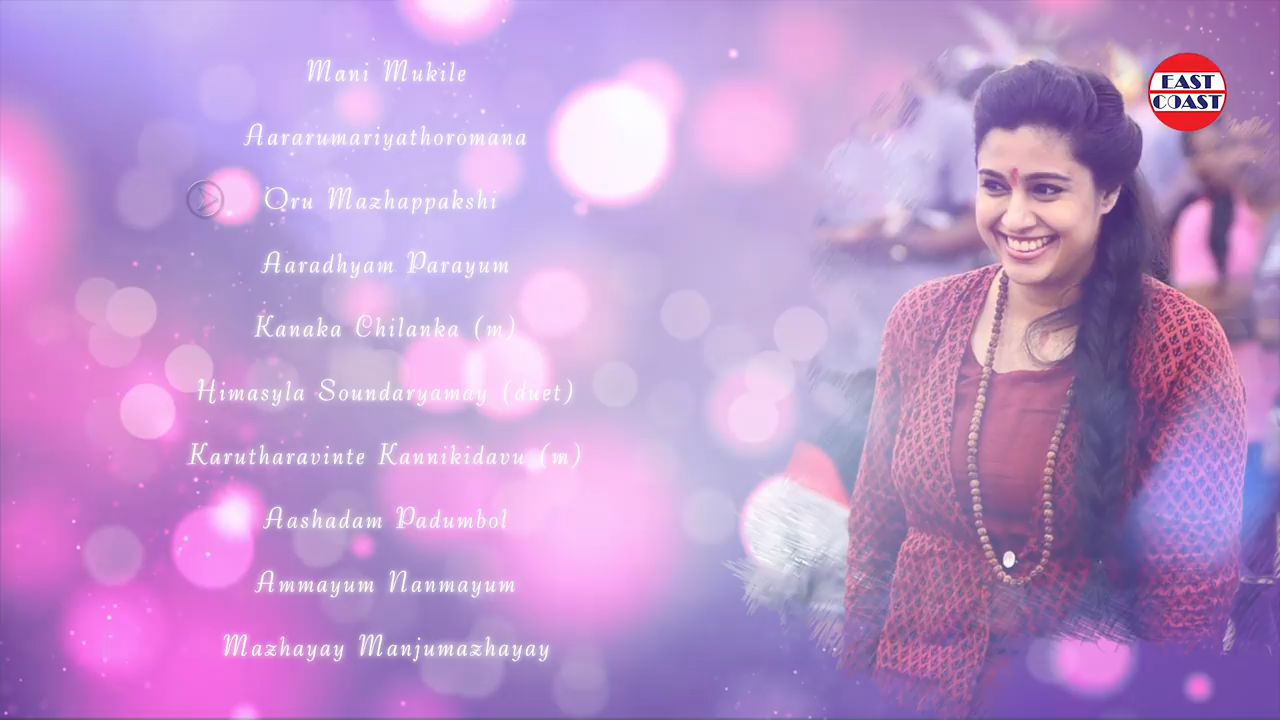 Mani Mukile
Aararumariyathoromana
Oru Mazhappakshi
Aaradhyam Parayum
Kanaka Chilanka (m)
Himasyla Soundaryamay (duet)
Karutharavinte Kannikidavu (m)
Aashadam Padumbol
Ammayum Nanmayum
Mazhayay Manjumazhayay
EAST
COAST